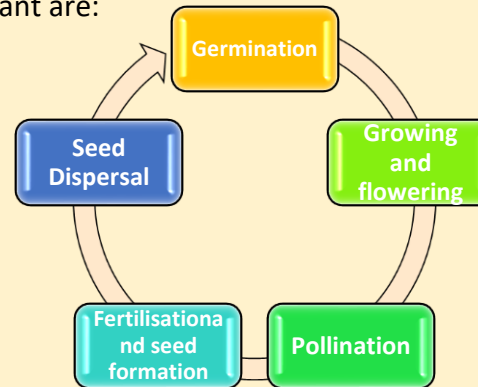 ant are:
Germination
Growing
and
flowering
Pollination
Fertilisationa
nd seed
formation
Seed
Dispersal